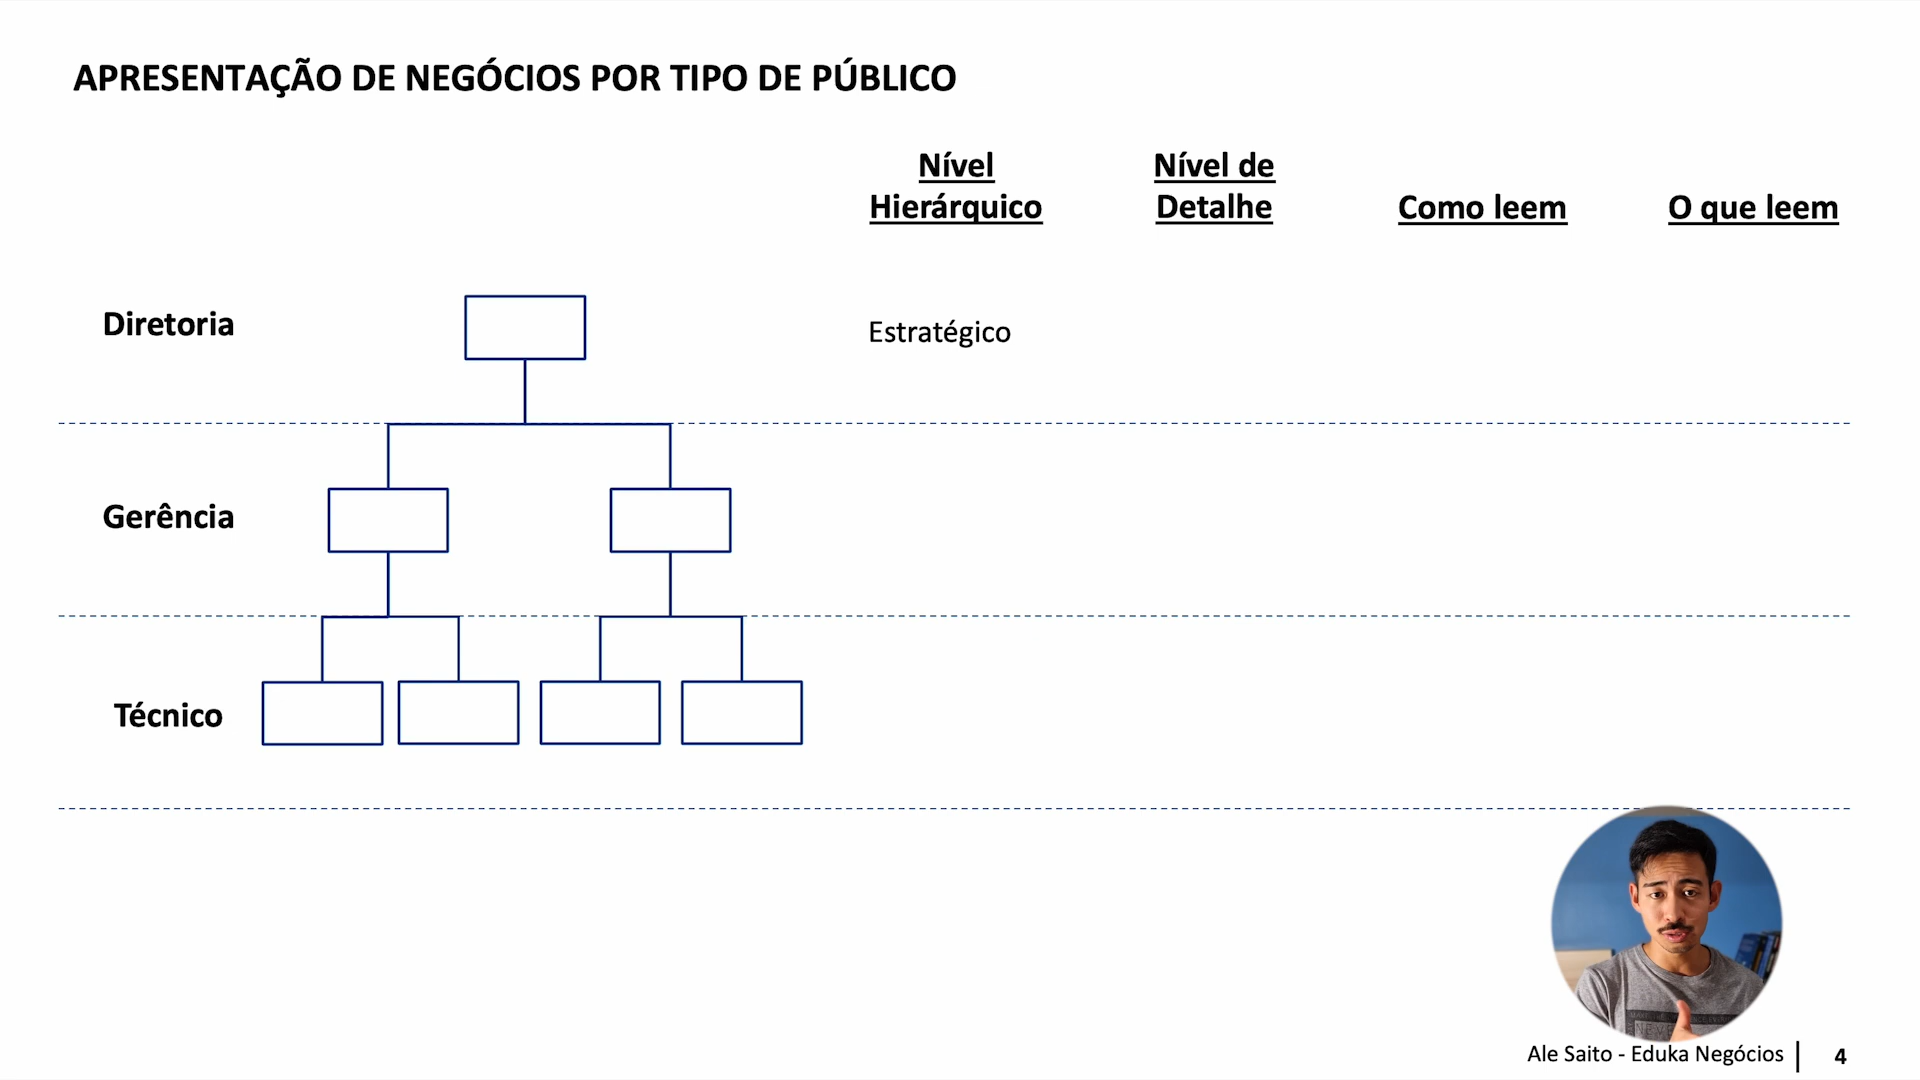 APRESENTAÇÃO DE NEGÓCIOS POR TIPO DE PÚBLICO
Nível
Hierárquico
Nível de
Detalhe
Como leem
O que leem
Diretoria
Estratégico
Gerência
Técnico
Ale Saito - Eduka Negócios | 4